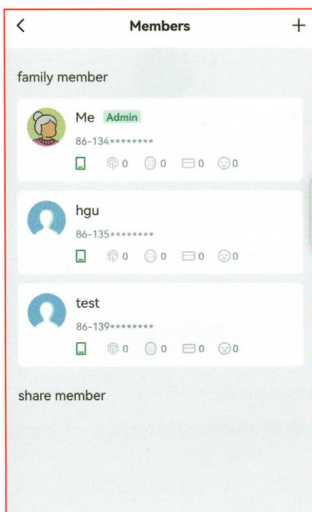 Members
family member
Me Admin
86-134********
0 0 0 0
hgu
86-135********
0 0 0 0
test
86-139********
0 0 0 0
share member